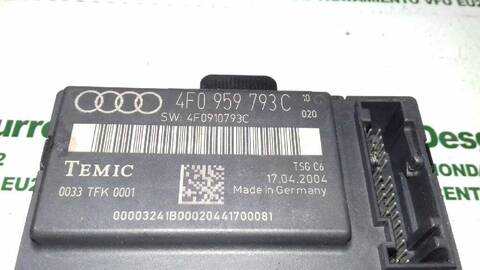 4F0 959 793C
020
SW: 4F0910793C
TEMIC
TSG C6
0033 TFK 0001
17.04.2004
Made in Germany
00003241B00020441700081